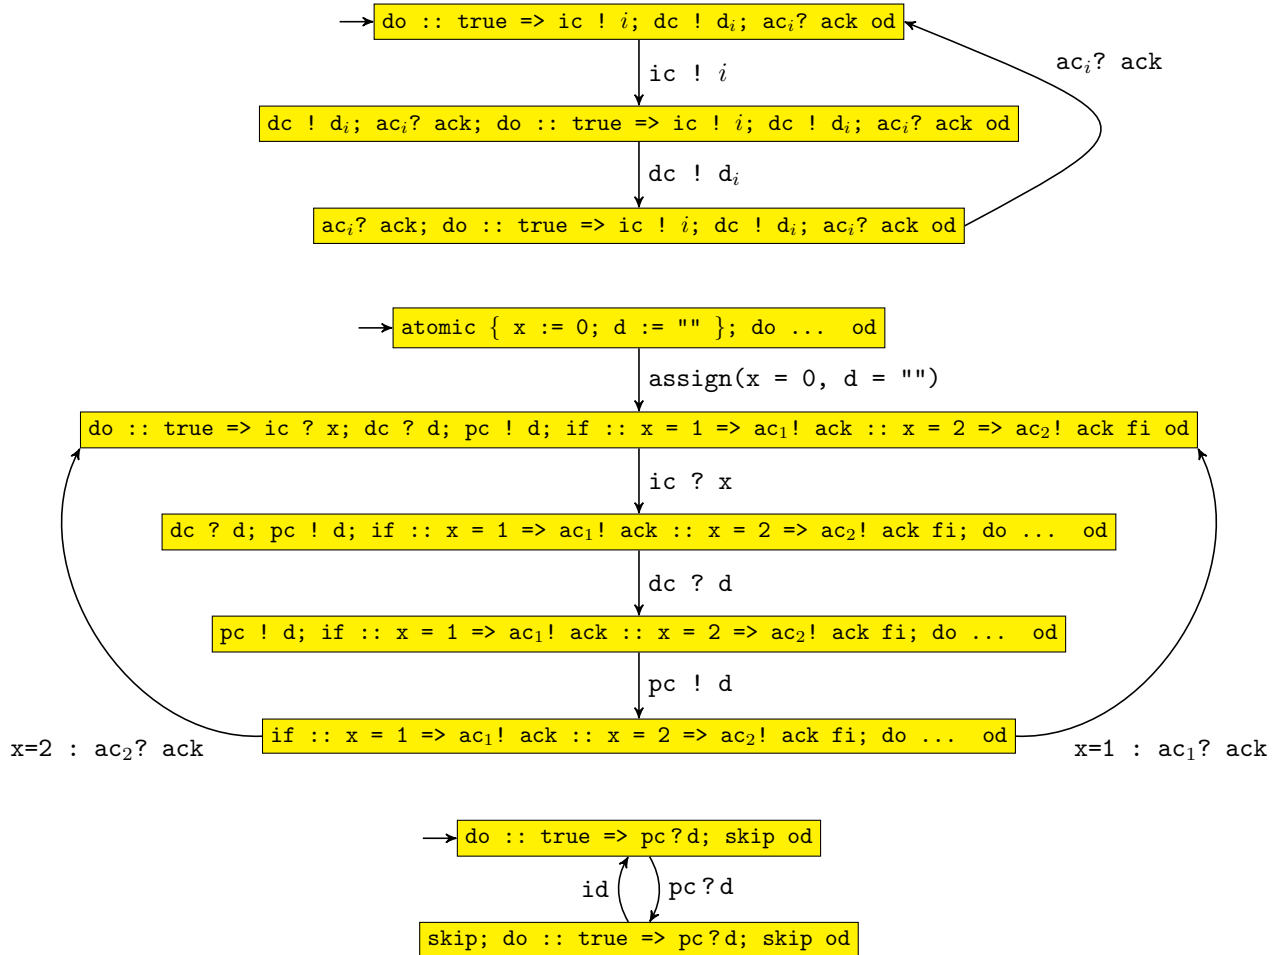 do :: true => ic ! i; dc ! dᵢ; acᵢ? ack od
acᵢ? ack
ic ! i
dc ! dᵢ; acᵢ? ack; do :: true => ic ! i; dc ! dᵢ; acᵢ? ack od
dc ! dᵢ
acᵢ? ack; do :: true => ic ! i; dc ! dᵢ; acᵢ? ack od
atomic { x := 0; d := "" }; do ... od
assign(x = 0, d = "")
do :: true => ic ? x; dc ? d; pc ! d; if :: x = 1 => ac₁! ack :: x = 2 => ac₂! ack fi od
ic ? x
dc ? d; pc ! d; if :: x = 1 => ac₁! ack :: x = 2 => ac₂! ack fi; do ... od
dc ? d
pc ! d; if :: x = 1 => ac₁! ack :: x = 2 => ac₂! ack fi; do ... od
pc ! d
if :: x = 1 => ac₁! ack :: x = 2 => ac₂! ack fi; do ... od
x=2 : ac₂? ack
x=1 : ac₁? ack
do :: true => pc?d; skip od
id
pc?d
skip; do :: true => pc?d; skip od